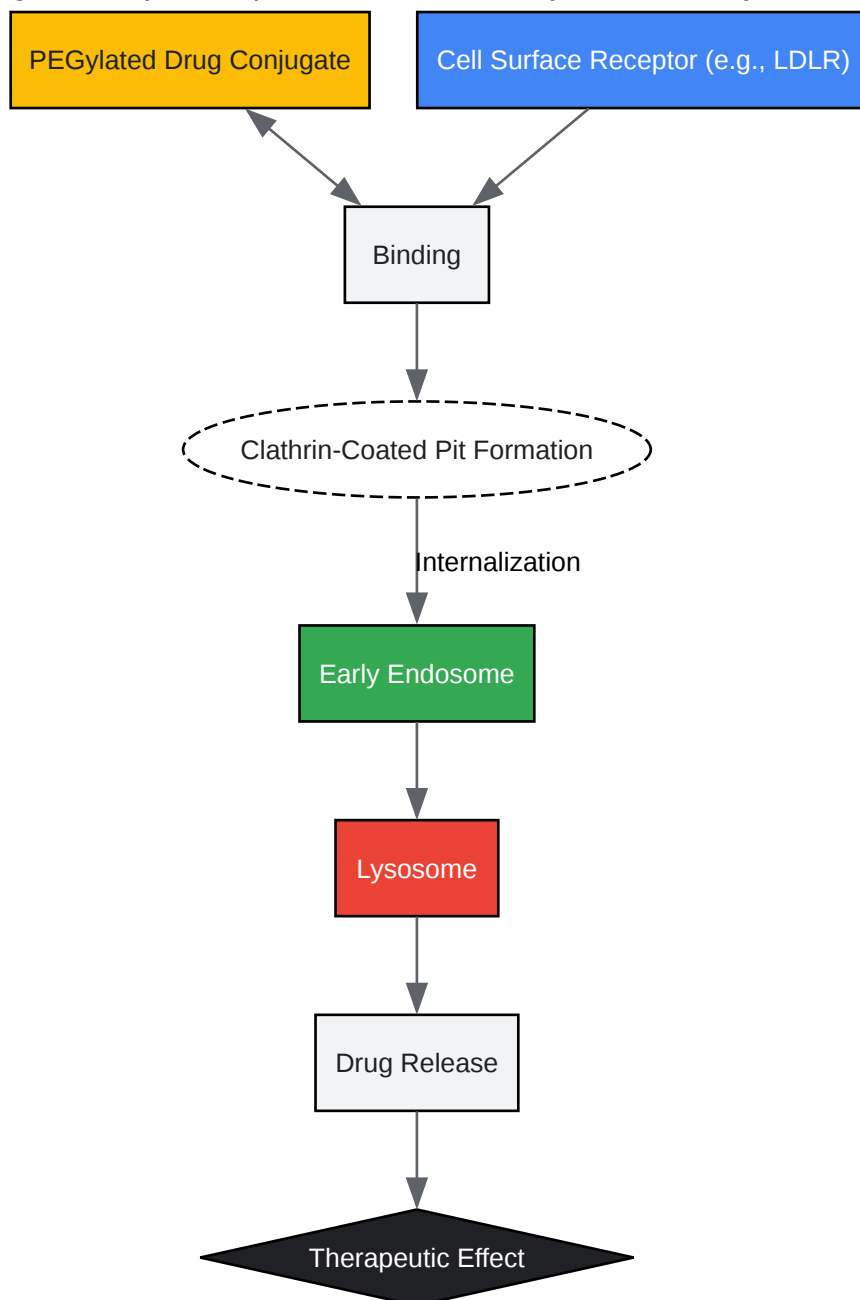 PEGylated Drug Conjugate
Cell Surface Receptor (e.g., LDLR)
Binding
Clathrin-Coated Pit Formation
Internalization
Early Endosome
Lysosome
Drug Release
Therapeutic Effect